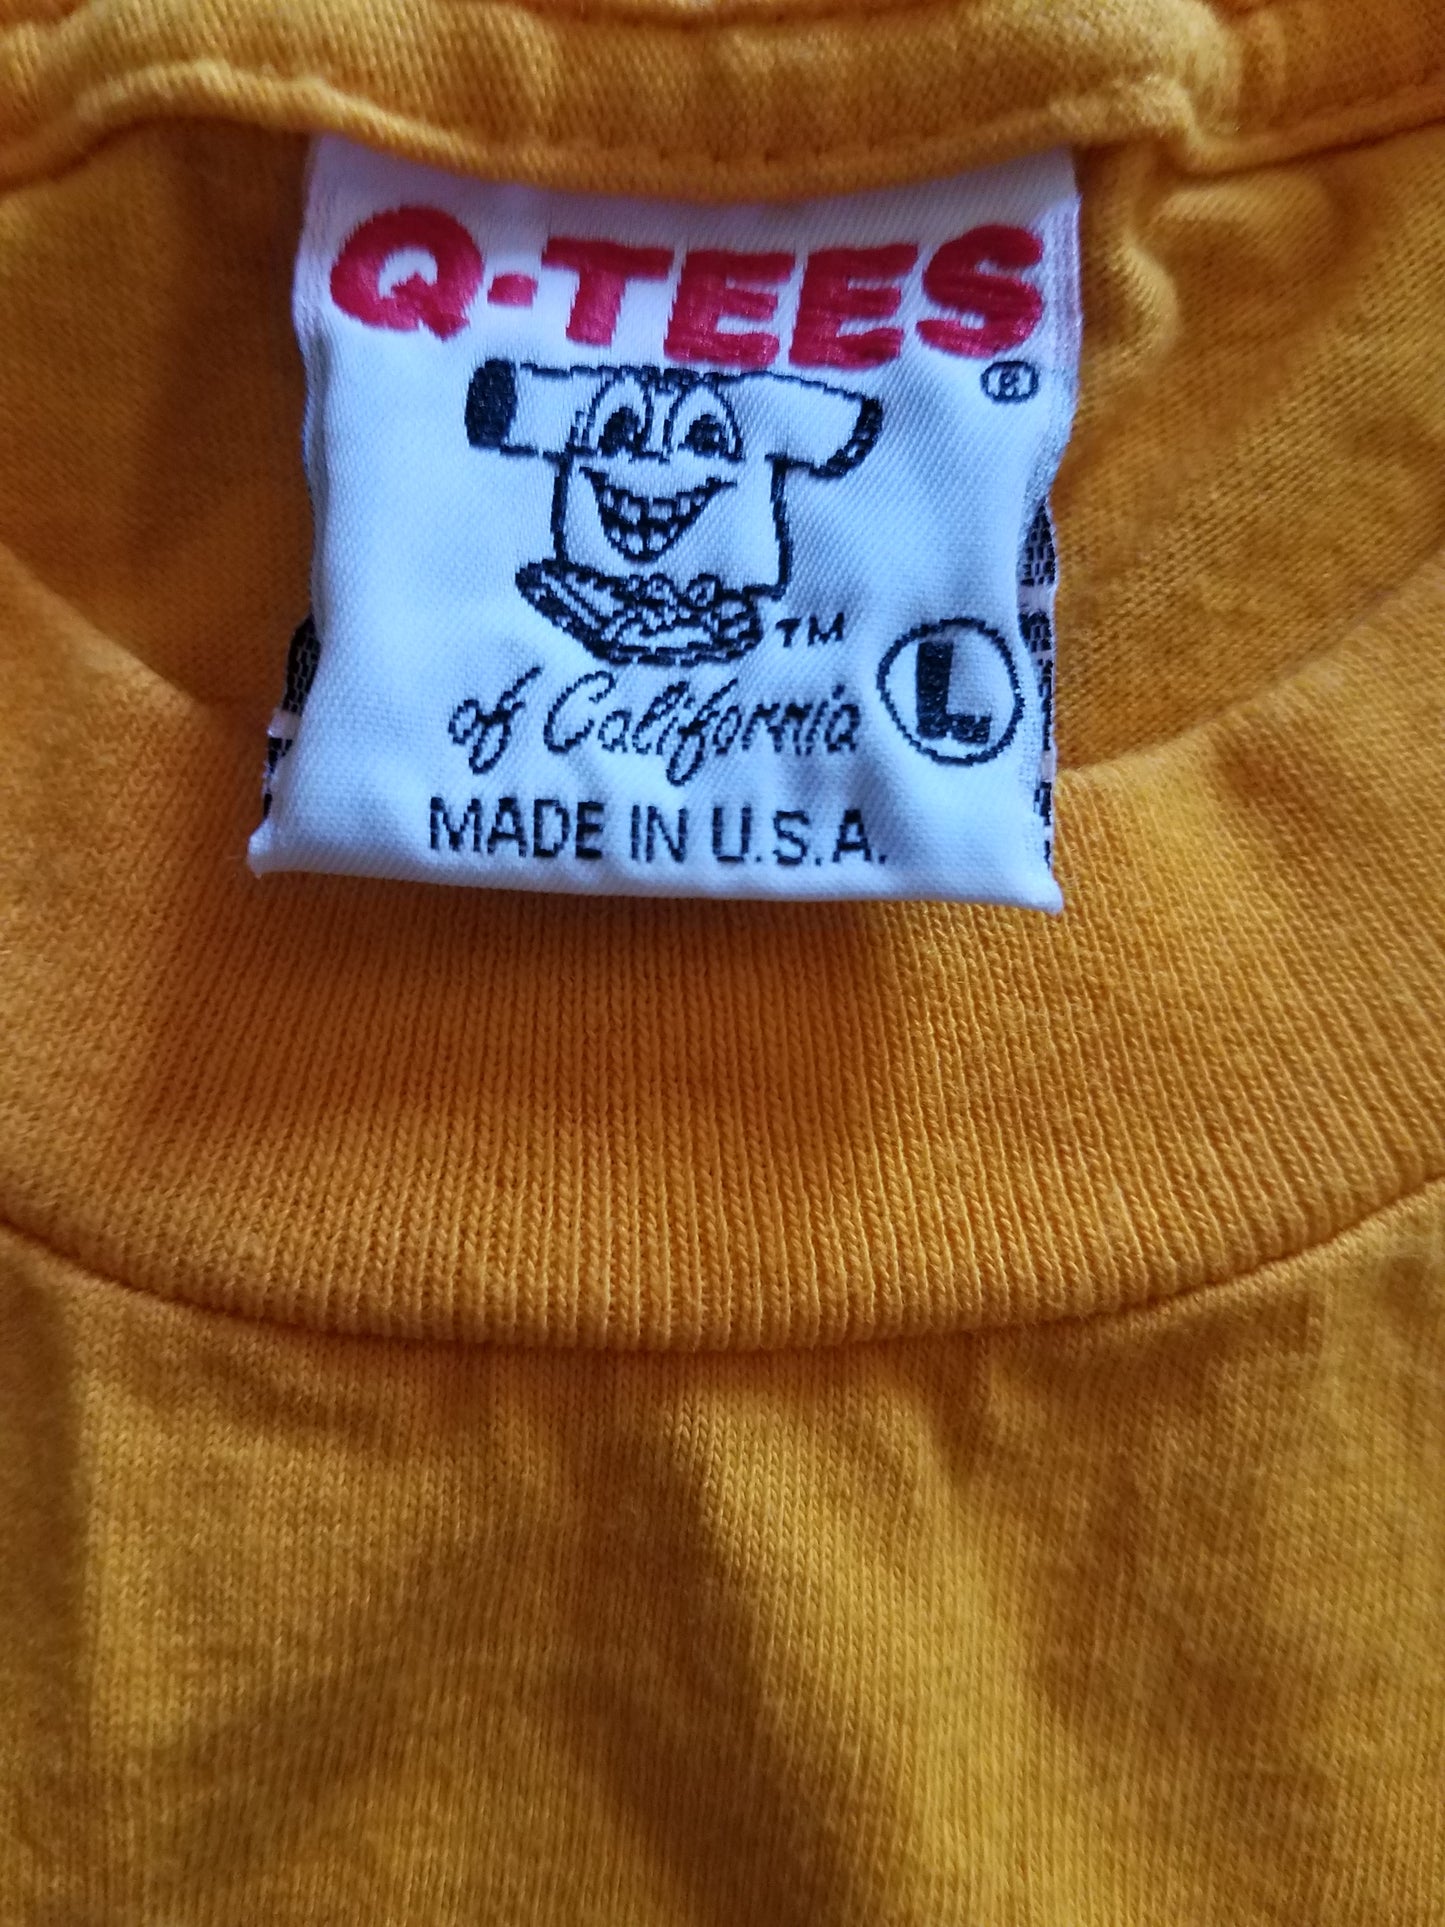 Q-TEES
®
TM
of California
L
MADE IN U.S.A.